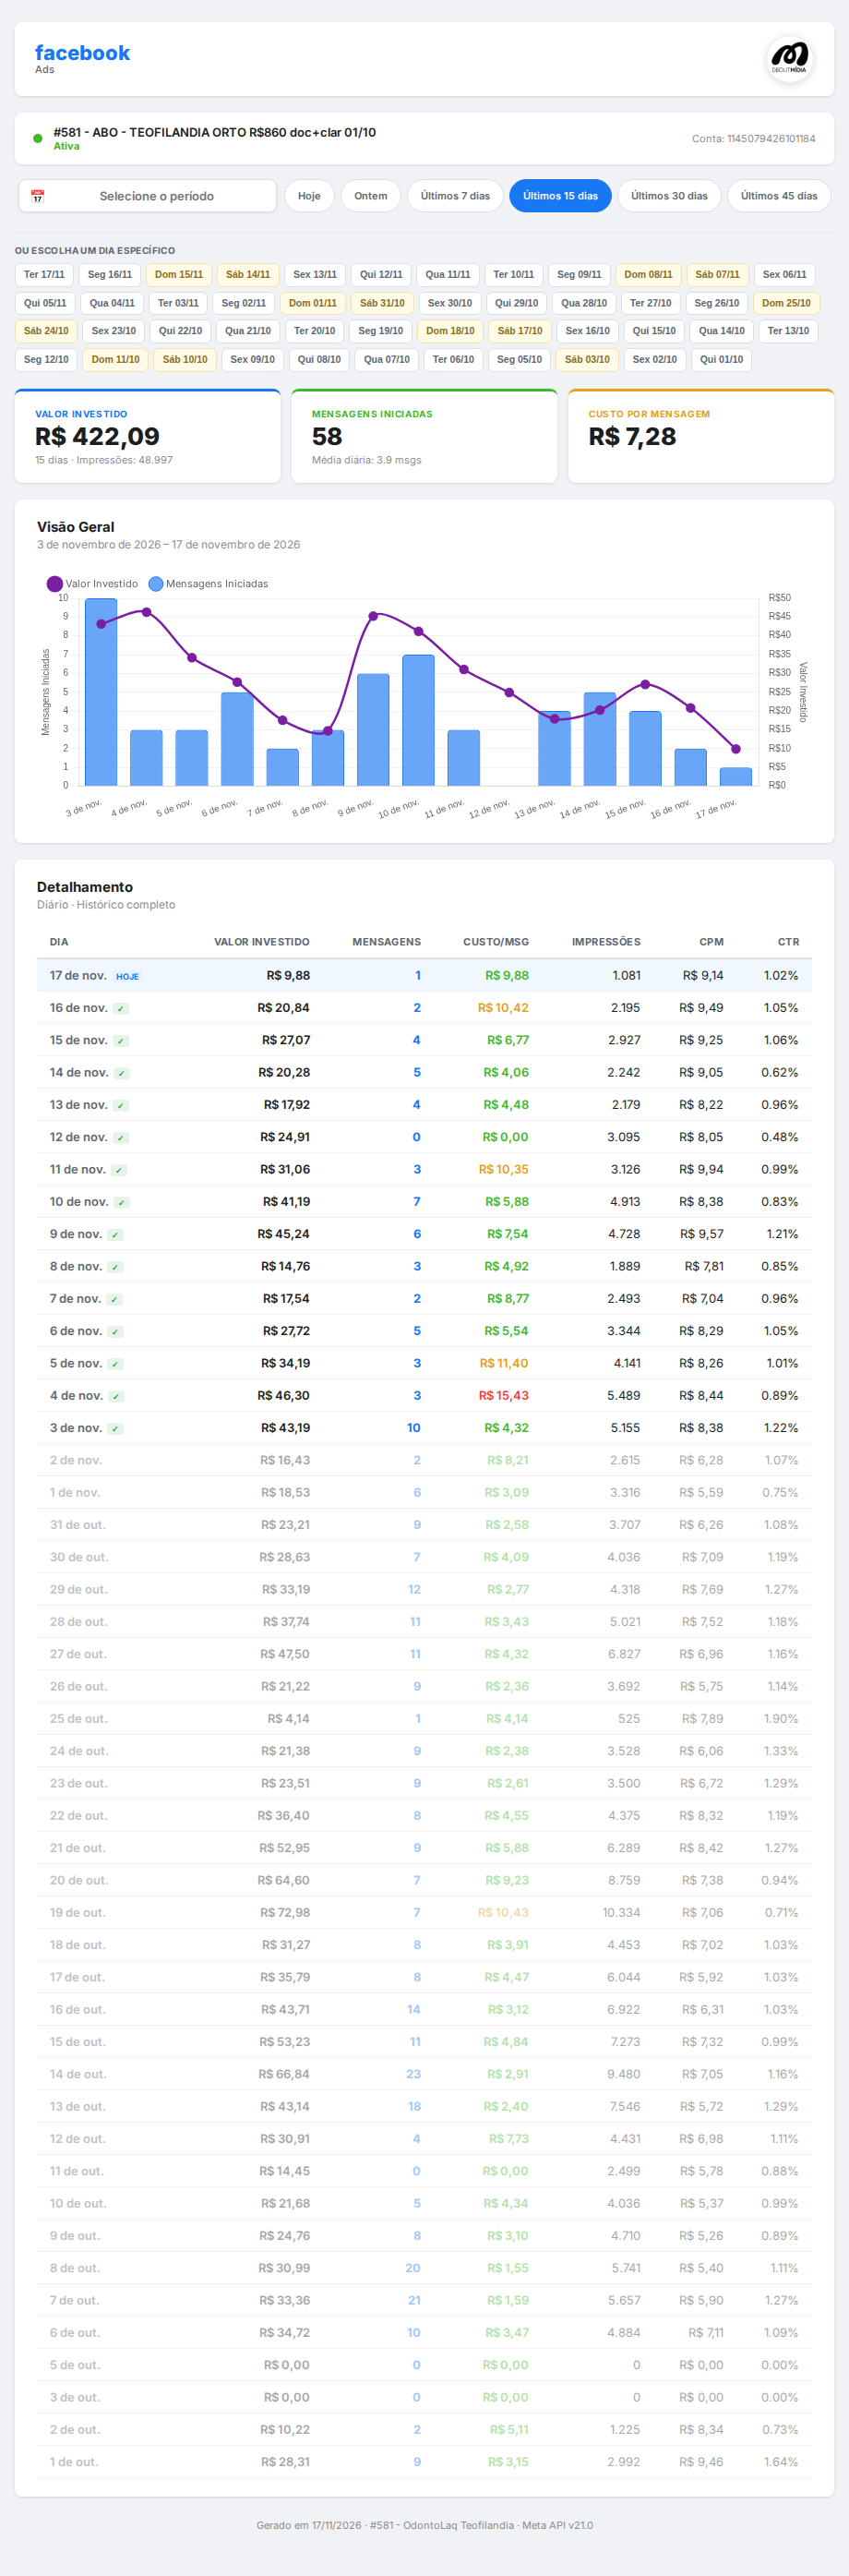 facebook
Ads
DBOUTMÍDIA
#581 - ABO - TEOFILANDIA ORTO R$860 doc+clar 01/10
Ativa
Conta: 1145079426101184
📅 Selecione o período Hoje Ontem Últimos 7 dias Últimos 15 dias Últimos 30 dias Últimos 45 dias
OU ESCOLHA UM DIA ESPECÍFICO
Ter 17/11 Seg 16/11 Dom 15/11 Sáb 14/11 Sex 13/11 Qui 12/11 Qua 11/11 Ter 10/11 Seg 09/11 Dom 08/11 Sáb 07/11 Sex 06/11
Qui 05/11 Qua 04/11 Ter 03/11 Seg 02/11 Dom 01/11 Sáb 31/10 Sex 30/10 Qui 29/10 Qua 28/10 Ter 27/10 Seg 26/10 Dom 25/10
Sáb 24/10 Sex 23/10 Qui 22/10 Qua 21/10 Ter 20/10 Seg 19/10 Dom 18/10 Sáb 17/10 Sex 16/10 Qui 15/10 Qua 14/10 Ter 13/10
Seg 12/10 Dom 11/10 Sáb 10/10 Sex 09/10 Qui 08/10 Qua 07/10 Ter 06/10 Seg 05/10 Sáb 03/10 Sex 02/10 Qui 01/10
VALOR INVESTIDO
R$ 422,09
15 dias · Impressões: 48.997
MENSAGENS INICIADAS
58
Média diária: 3.9 msgs
CUSTO POR MENSAGEM
R$ 7,28
Visão Geral
3 de novembro de 2026 – 17 de novembro de 2026
Valor Investido Mensagens Iniciadas
Mensagens Iniciadas
10
9
8
7
6
5
4
3
2
1
0
R$50
R$45
R$40
R$35
R$30
R$25
R$20
R$15
R$10
R$5
R$0
Valor Investido
3 de nov. 4 de nov. 5 de nov. 6 de nov. 7 de nov. 8 de nov. 9 de nov. 10 de nov. 11 de nov. 12 de nov. 13 de nov. 14 de nov. 15 de nov. 16 de nov. 17 de nov.
Detalhamento
Diário · Histórico completo
DIA VALOR INVESTIDO MENSAGENS CUSTO/MSG IMPRESSÕES CPM CTR
17 de nov. HOJE R$ 9,88 1 R$ 9,88 1.081 R$ 9,14 1.02%
16 de nov. ✓ R$ 20,84 2 R$ 10,42 2.195 R$ 9,49 1.05%
15 de nov. ✓ R$ 27,07 4 R$ 6,77 2.927 R$ 9,25 1.06%
14 de nov. ✓ R$ 20,28 5 R$ 4,06 2.242 R$ 9,05 0.62%
13 de nov. ✓ R$ 17,92 4 R$ 4,48 2.179 R$ 8,22 0.96%
12 de nov. ✓ R$ 24,91 0 R$ 0,00 3.095 R$ 8,05 0.48%
11 de nov. ✓ R$ 31,06 3 R$ 10,35 3.126 R$ 9,94 0.99%
10 de nov. ✓ R$ 41,19 7 R$ 5,88 4.913 R$ 8,38 0.83%
9 de nov. ✓ R$ 45,24 6 R$ 7,54 4.728 R$ 9,57 1.21%
8 de nov. ✓ R$ 14,76 3 R$ 4,92 1.889 R$ 7,81 0.85%
7 de nov. ✓ R$ 17,54 2 R$ 8,77 2.493 R$ 7,04 0.96%
6 de nov. ✓ R$ 27,72 5 R$ 5,54 3.344 R$ 8,29 1.05%
5 de nov. ✓ R$ 34,19 3 R$ 11,40 4.141 R$ 8,26 1.01%
4 de nov. ✓ R$ 46,30 3 R$ 15,43 5.489 R$ 8,44 0.89%
3 de nov. ✓ R$ 43,19 10 R$ 4,32 5.155 R$ 8,38 1.22%
2 de nov. R$ 16,43 2 R$ 8,21 2.615 R$ 6,28 1.07%
1 de nov. R$ 18,53 6 R$ 3,09 3.316 R$ 5,59 0.75%
31 de out. R$ 23,21 9 R$ 2,58 3.707 R$ 6,26 1.08%
30 de out. R$ 28,63 7 R$ 4,09 4.036 R$ 7,09 1.19%
29 de out. R$ 33,19 12 R$ 2,77 4.318 R$ 7,69 1.27%
28 de out. R$ 37,74 11 R$ 3,43 5.021 R$ 7,52 1.18%
27 de out. R$ 47,50 11 R$ 4,32 6.827 R$ 6,96 1.16%
26 de out. R$ 21,22 9 R$ 2,36 3.692 R$ 5,75 1.14%
25 de out. R$ 4,14 1 R$ 4,14 525 R$ 7,89 1.90%
24 de out. R$ 21,38 9 R$ 2,38 3.528 R$ 6,06 1.33%
23 de out. R$ 23,51 9 R$ 2,61 3.500 R$ 6,72 1.29%
22 de out. R$ 36,40 8 R$ 4,55 4.375 R$ 8,32 1.19%
21 de out. R$ 52,95 9 R$ 5,88 6.289 R$ 8,42 1.27%
20 de out. R$ 64,60 7 R$ 9,23 8.759 R$ 7,38 0.94%
19 de out. R$ 72,98 7 R$ 10,43 10.334 R$ 7,06 0.71%
18 de out. R$ 31,27 8 R$ 3,91 4.453 R$ 7,02 1.03%
17 de out. R$ 35,79 8 R$ 4,47 6.044 R$ 5,92 1.03%
16 de out. R$ 43,71 14 R$ 3,12 6.922 R$ 6,31 1.03%
15 de out. R$ 53,23 11 R$ 4,84 7.273 R$ 7,32 0.99%
14 de out. R$ 66,84 23 R$ 2,91 9.480 R$ 7,05 1.16%
13 de out. R$ 43,14 18 R$ 2,40 7.546 R$ 5,72 1.29%
12 de out. R$ 30,91 4 R$ 7,73 4.431 R$ 6,98 1.11%
11 de out. R$ 14,45 0 R$ 0,00 2.499 R$ 5,78 0.88%
10 de out. R$ 21,68 5 R$ 4,34 4.036 R$ 5,37 0.99%
9 de out. R$ 24,76 8 R$ 3,10 4.710 R$ 5,26 0.89%
8 de out. R$ 30,99 20 R$ 1,55 5.741 R$ 5,40 1.11%
7 de out. R$ 33,36 21 R$ 1,59 5.657 R$ 5,90 1.27%
6 de out. R$ 34,72 10 R$ 3,47 4.884 R$ 7,11 1.09%
5 de out. R$ 0,00 0 R$ 0,00 0 R$ 0,00 0.00%
3 de out. R$ 0,00 0 R$ 0,00 0 R$ 0,00 0.00%
2 de out. R$ 10,22 2 R$ 5,11 1.225 R$ 8,34 0.73%
1 de out. R$ 28,31 9 R$ 3,15 2.992 R$ 9,46 1.64%
Gerado em 17/11/2026 · #581 - OdontoLaq Teofilandia · Meta API v21.0